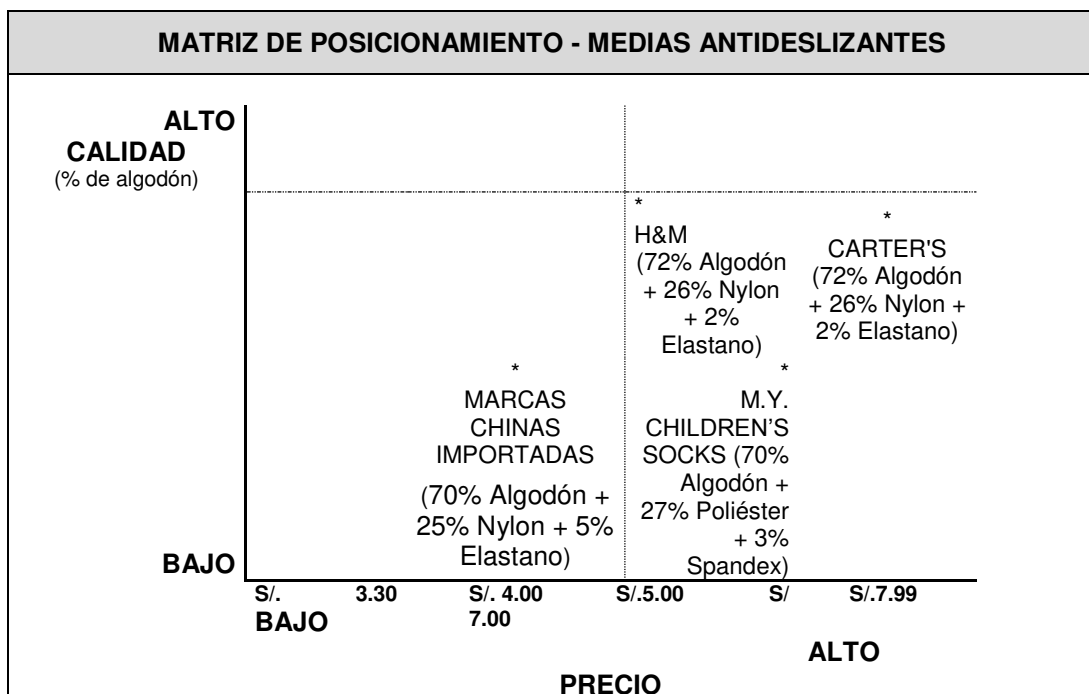 MATRIZ DE POSICIONAMIENTO - MEDIAS ANTIDESLIZANTES
ALTO
CALIDAD
(% de algodón)
*
H&M
(72% Algodón
+ 26% Nylon
+ 2%
Elastano)
*
CARTER'S
(72% Algodón
+ 26% Nylon +
2% Elastano)
*
MARCAS
CHINAS
IMPORTADAS
(70% Algodón +
25% Nylon + 5%
Elastano)
*
M.Y.
CHILDREN’S
SOCKS (70%
Algodón +
27% Poliéster
+ 3%
Spandex)
BAJO
S/. 3.30 S/. 4.00 S/.5.00 S/ S/.7.99
7.00
BAJO
ALTO
PRECIO